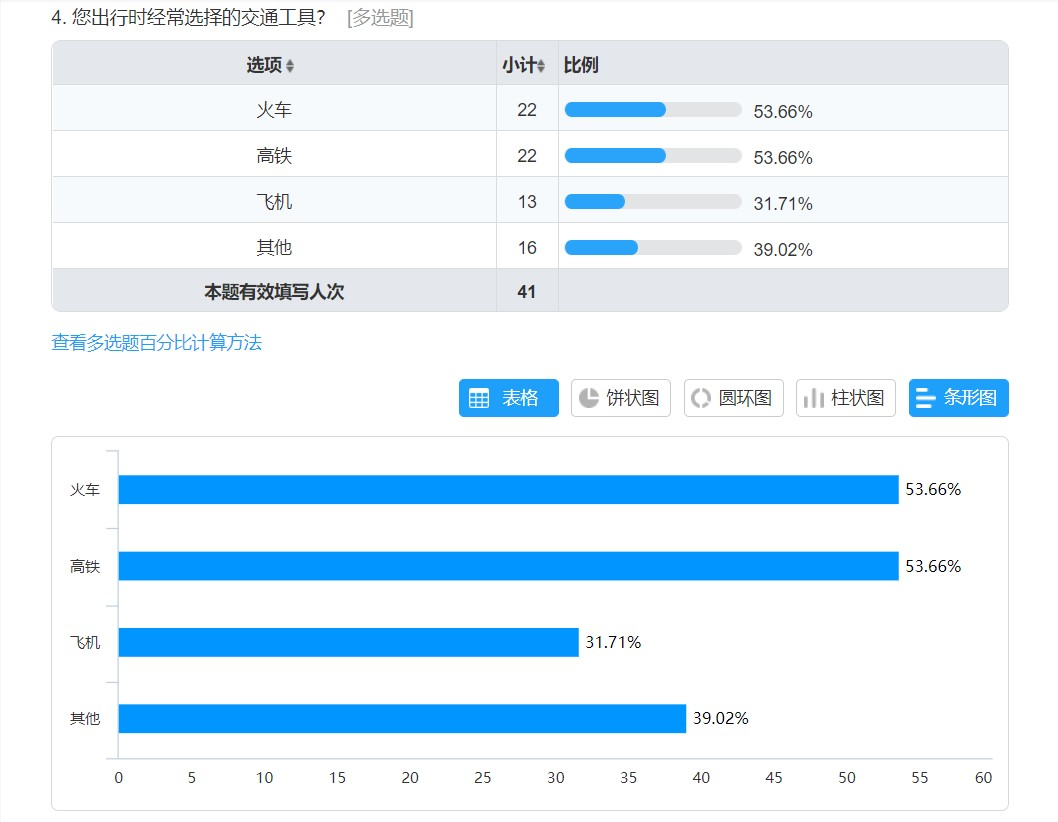 4. 您出行时经常选择的交通工具? [多选题]
选项 小计 比例
火车 22 53.66%
高铁 22 53.66%
飞机 13 31.71%
其他 16 39.02%
本题有效填写人次 41
查看多选题百分比计算方法
表格 饼状图 圆环图 柱状图 条形图
火车 53.66%
高铁 53.66%
飞机 31.71%
其他 39.02%
0 5 10 15 20 25 30 35 40 45 50 55 60